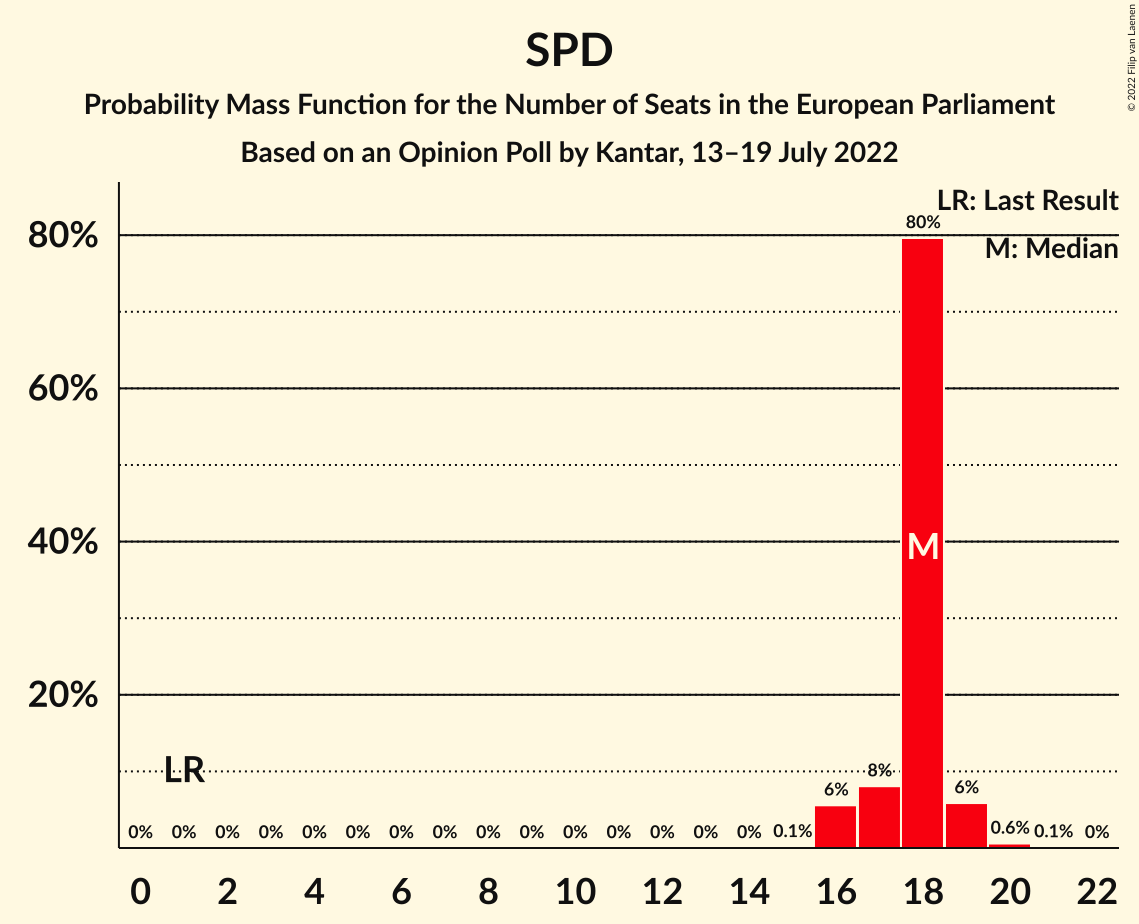 © 2022 Filip van Laenen
SPD
Probability Mass Function for the Number of Seats in the European Parliament
Based on an Opinion Poll by Kantar, 13–19 July 2022
LR: Last Result
M: Median
80%
60%
40%
20%
LR
M
0% 0% 0% 0% 0% 0% 0% 0% 0% 0% 0% 0% 0% 0% 0% 0.1% 6% 8% 80% 6% 0.6% 0.1% 0%
0 2 4 6 8 10 12 14 16 18 20 22